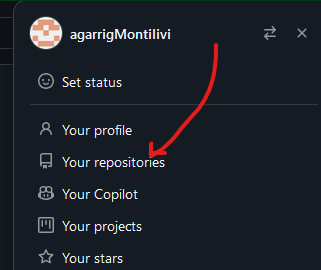 agarrigMontilivi
Set status
Your profile
Your repositories
Your Copilot
Your projects
Your stars